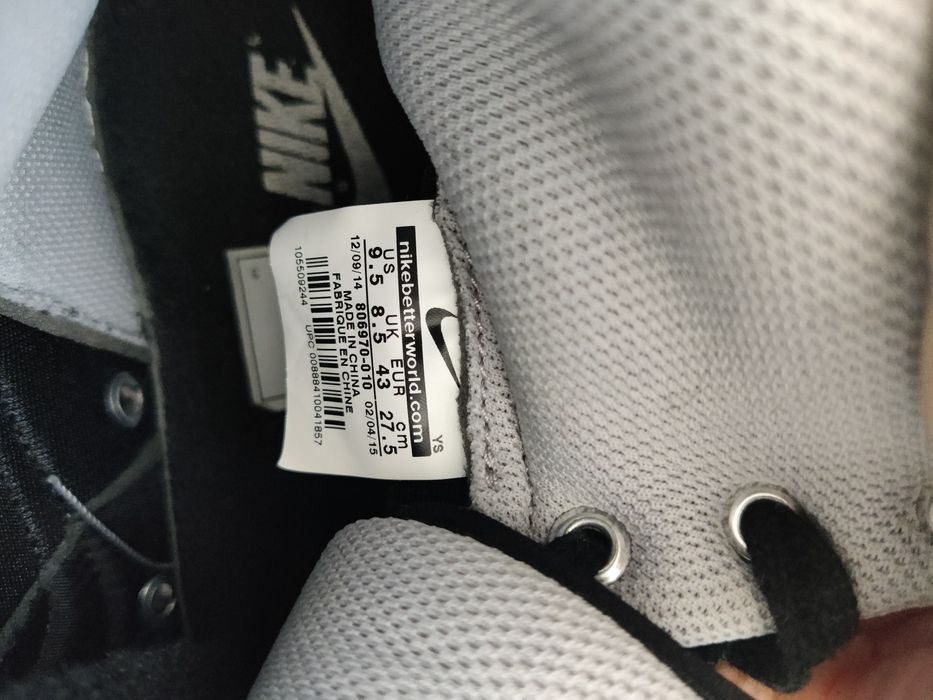 NIKE
YS
nikebetterworld.com
US UK EUR cm
9.5 8.5 43 27.5
12/09/14 806970-010 02/04/15
MADE IN CHINA
FABRIQUE EN CHINE
105509244 UPC 00888410041857